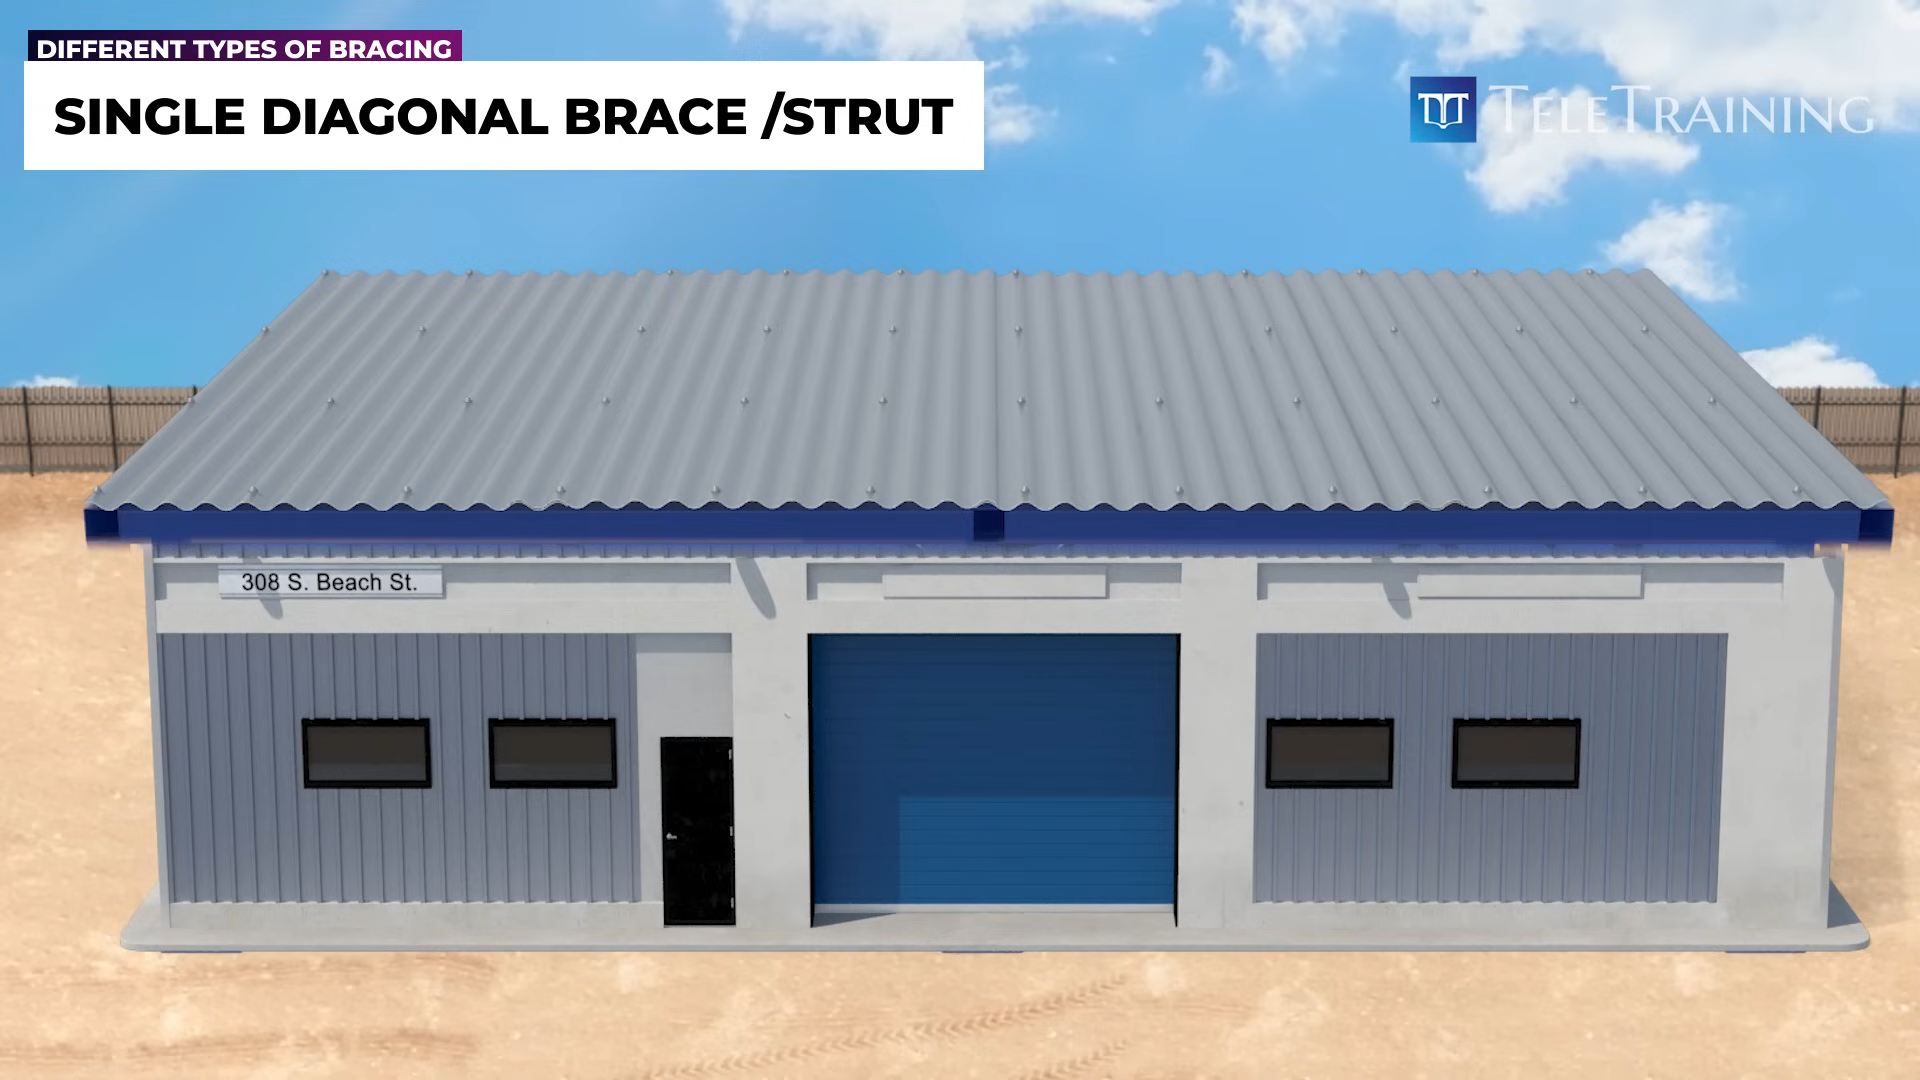 DIFFERENT TYPES OF BRACING
SINGLE DIAGONAL BRACE /STRUT
TELETRAINING
308 S. Beach St.